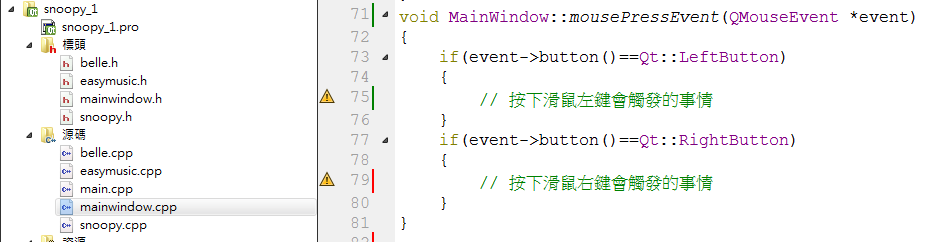 snoopy_1
snoopy_1.pro
標頭
belle.h
easymusic.h
mainwindow.h
snoopy.h
源碼
belle.cpp
easymusic.cpp
main.cpp
mainwindow.cpp
snoopy.cpp
71 void MainWindow::mousePressEvent(QMouseEvent *event)
72 {
73 if(event->button()==Qt::LeftButton)
74 {
75 // 按下滑鼠左鍵會觸發的事情
76 }
77 if(event->button()==Qt::RightButton)
78 {
79 // 按下滑鼠右鍵會觸發的事情
80 }
81 }